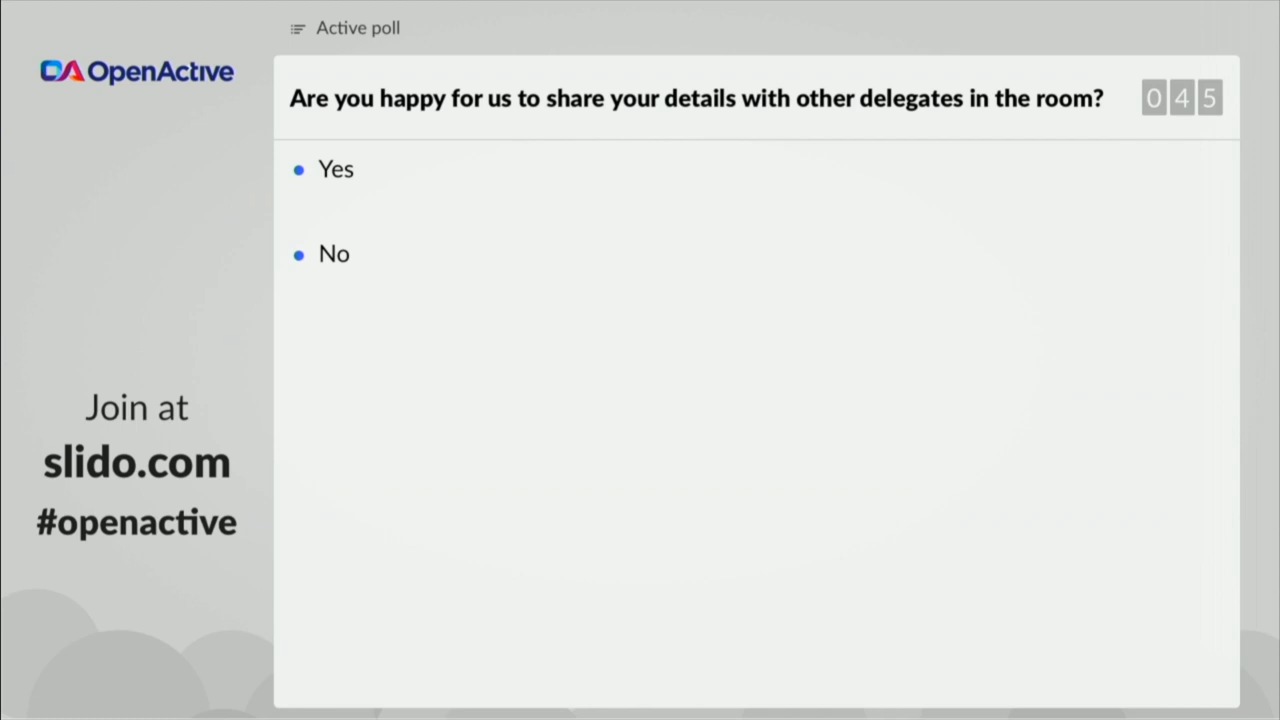 Active poll
OpenActive
Are you happy for us to share your details with other delegates in the room?
045
Yes
No
Join at
slido.com
#openactive